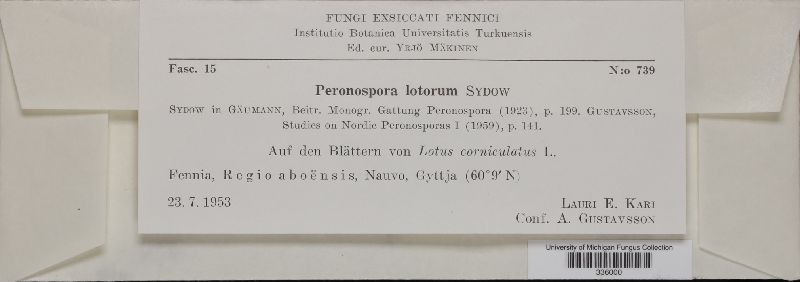 FUNGI EXSICCATI FENNICI
Institutio Botanica Universitatis Turkuensis
Ed. cur. YRJÖ MÄKINEN
Fasc. 15 N:o 739
Peronospora lotorum SYDOW
SYDOW in GÄUMANN, Beitr. Monogr. Gattung Peronospora (1923), p. 199. GUSTAVSSON,
Studies on Nordic Peronosporas I (1959), p. 141.
Auf den Blättern von Lotus corniculatus L.
Fennia, Regio aboënsis, Nauvo, Gyttja (60°9′ N)
23.7.1953
LAURI E. KARI
Conf. A. GUSTAVSSON
University of Michigan Fungus Collection
336000